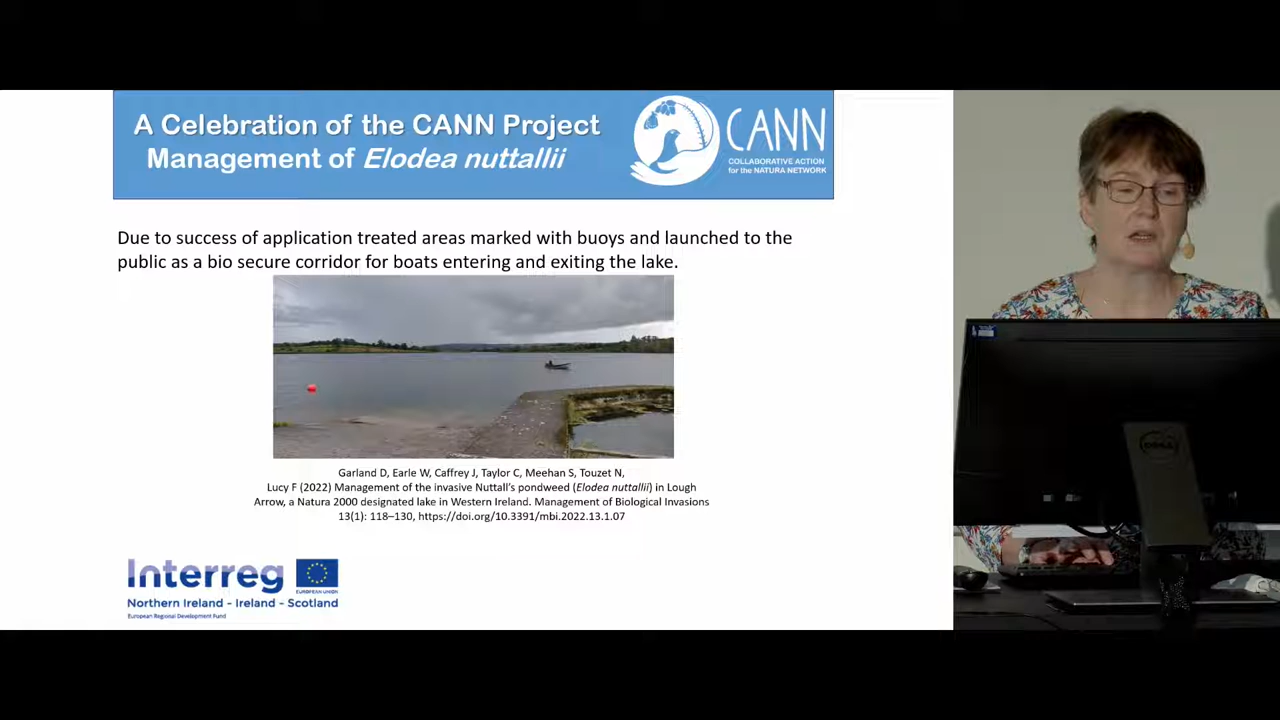 A Celebration of the CANN Project
Management of Elodea nuttallii
CANN
COLLABORATIVE ACTION
for the NATURA NETWORK
Due to success of application treated areas marked with buoys and launched to the
public as a bio secure corridor for boats entering and exiting the lake.
Garland D, Earle W, Caffrey J, Taylor C, Meehan S, Touzet N,
Lucy F (2022) Management of the invasive Nuttall's pondweed (Elodea nuttallii) in Lough
Arrow, a Natura 2000 designated lake in Western Ireland. Management of Biological Invasions
13(1): 118–130, https://doi.org/10.3391/mbi.2022.13.1.07
Interreg
EUROPEAN UNION
Northern Ireland - Ireland - Scotland
European Regional Development Fund
DELL